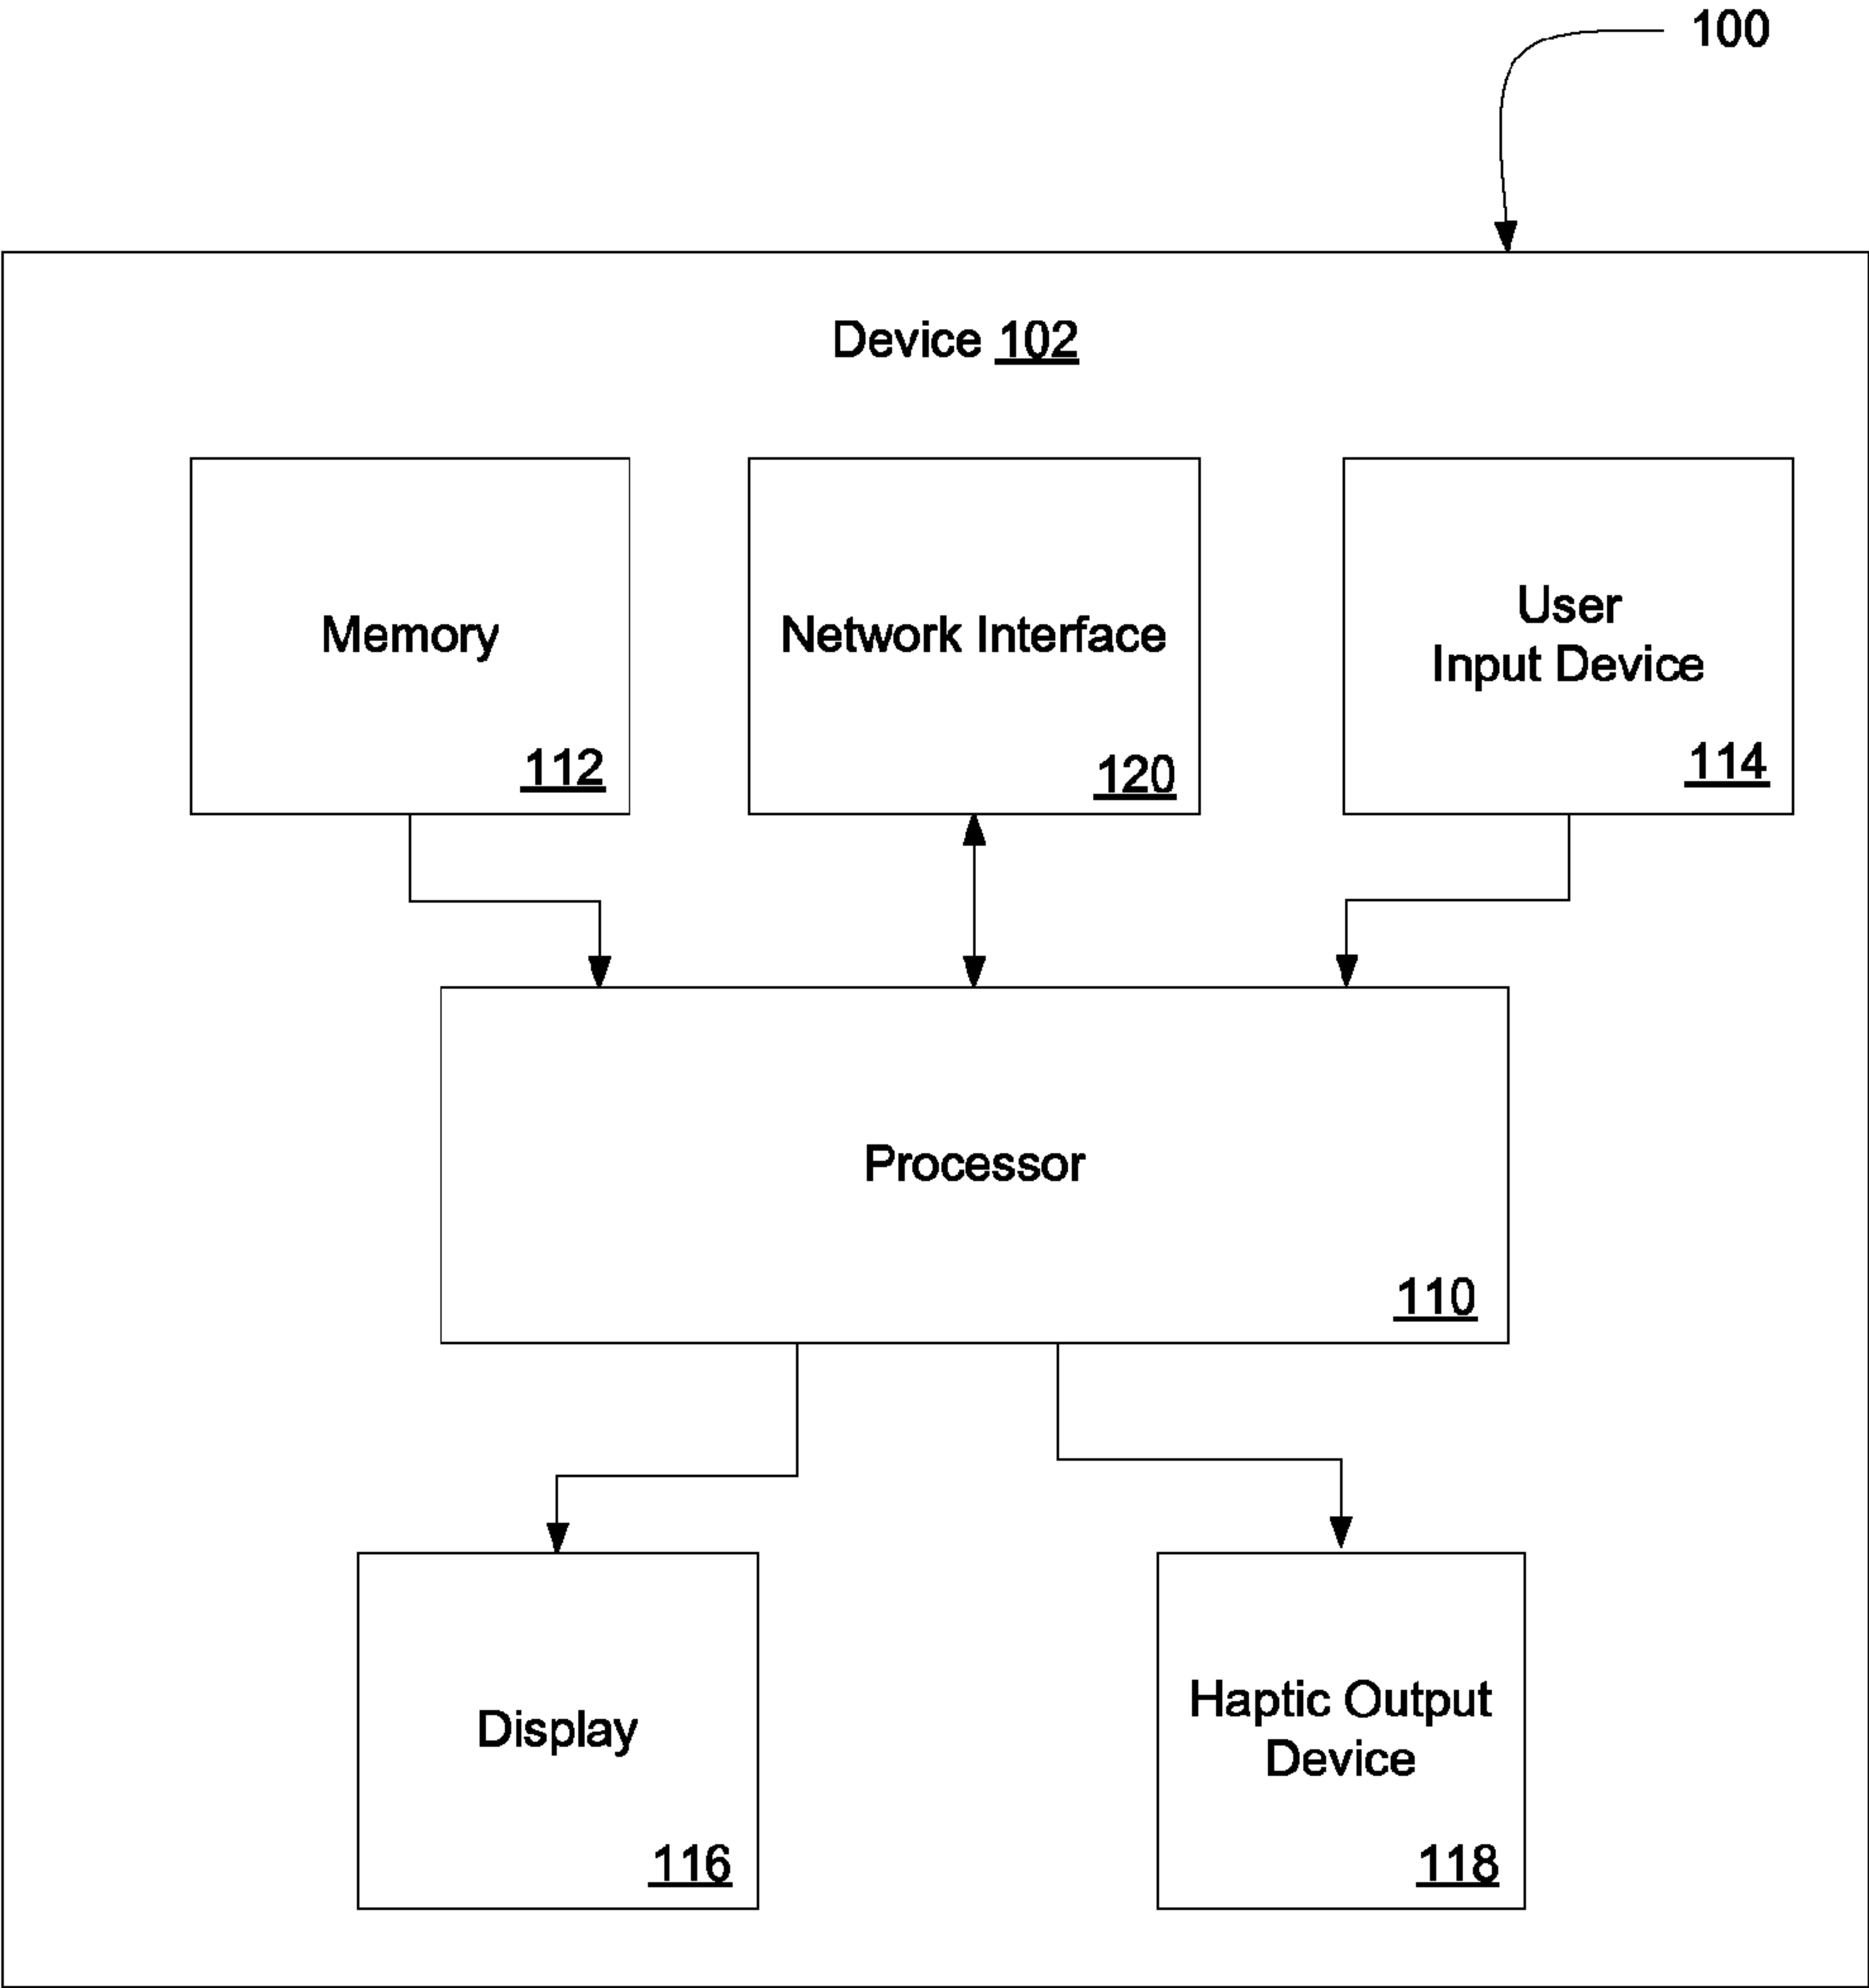 100
Device 102
Memory
112
Network Interface
120
User
Input Device
114
Processor
110
Display
116
Haptic Output
Device
118